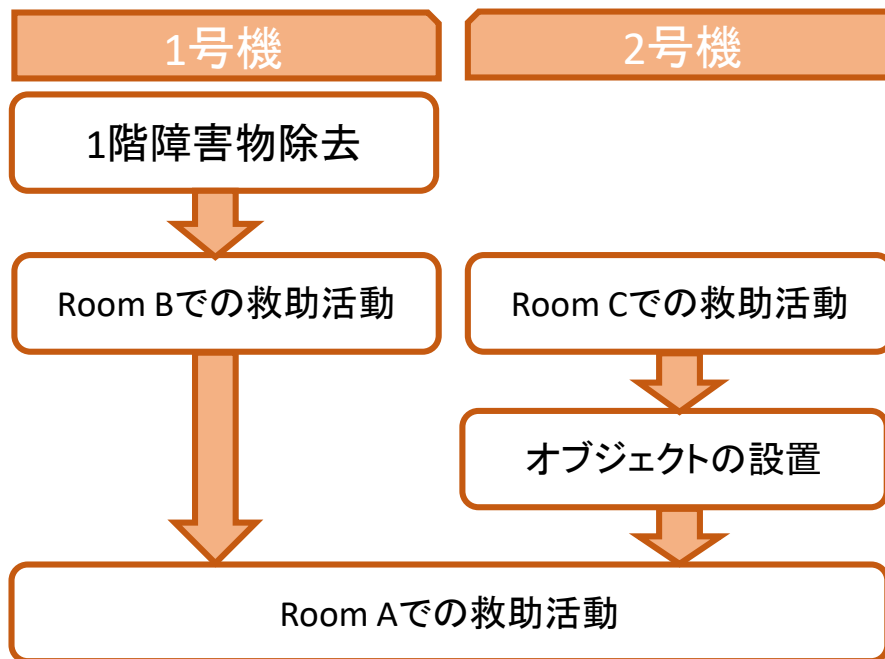 1号機
2号機
1階障害物除去
Room Bでの救助活動
Room Cでの救助活動
オブジェクトの設置
Room Aでの救助活動